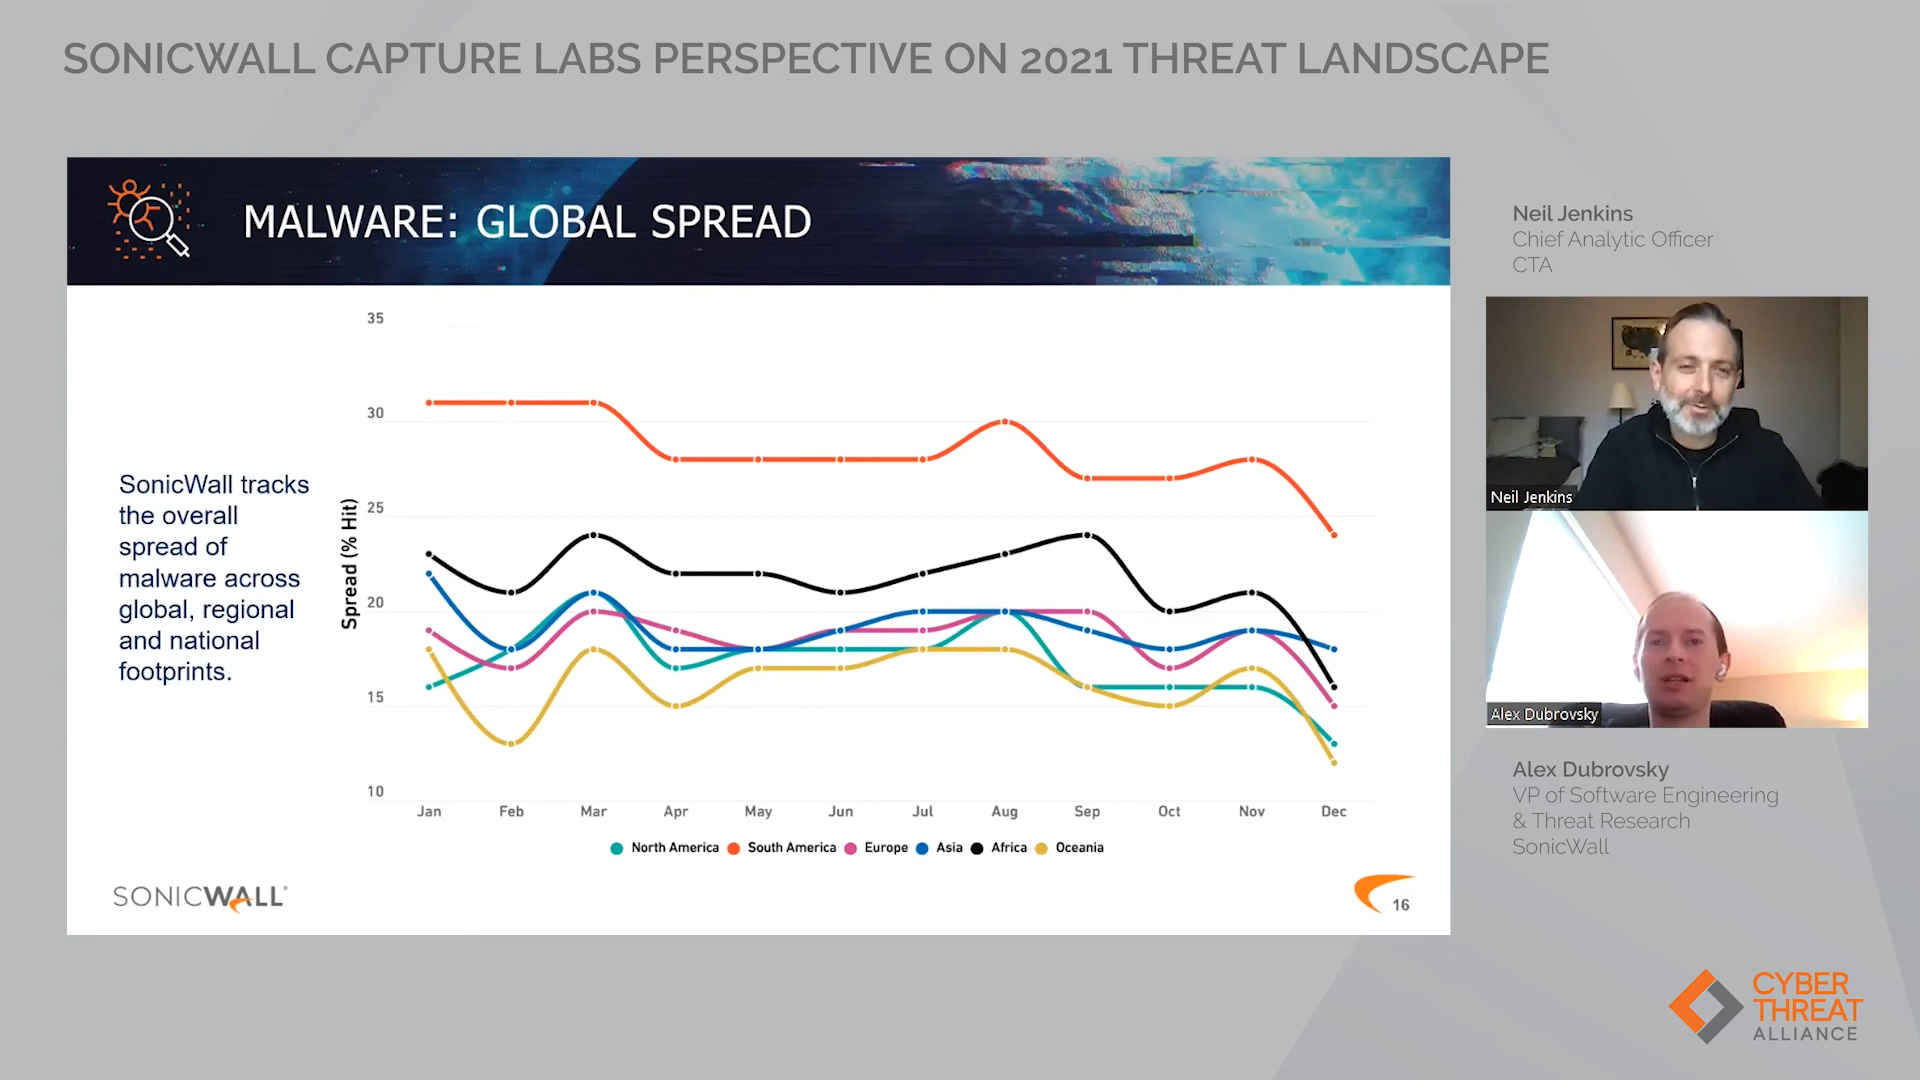 SONICWALL CAPTURE LABS PERSPECTIVE ON 2021 THREAT LANDSCAPE
MALWARE: GLOBAL SPREAD
SonicWall tracks
the overall
spread of
malware across
global, regional
and national
footprints.
Spread (% Hit)
35
30
25
20
15
10
Jan Feb Mar Apr May Jun Jul Aug Sep Oct Nov Dec
North America South America Europe Asia Africa Oceania
SONICWALL
16
Neil Jenkins
Chief Analytic Officer
CTA
Neil Jenkins
Alex Dubrovsky
Alex Dubrovsky
VP of Software Engineering
& Threat Research
SonicWall
CYBER
THREAT
ALLIANCE